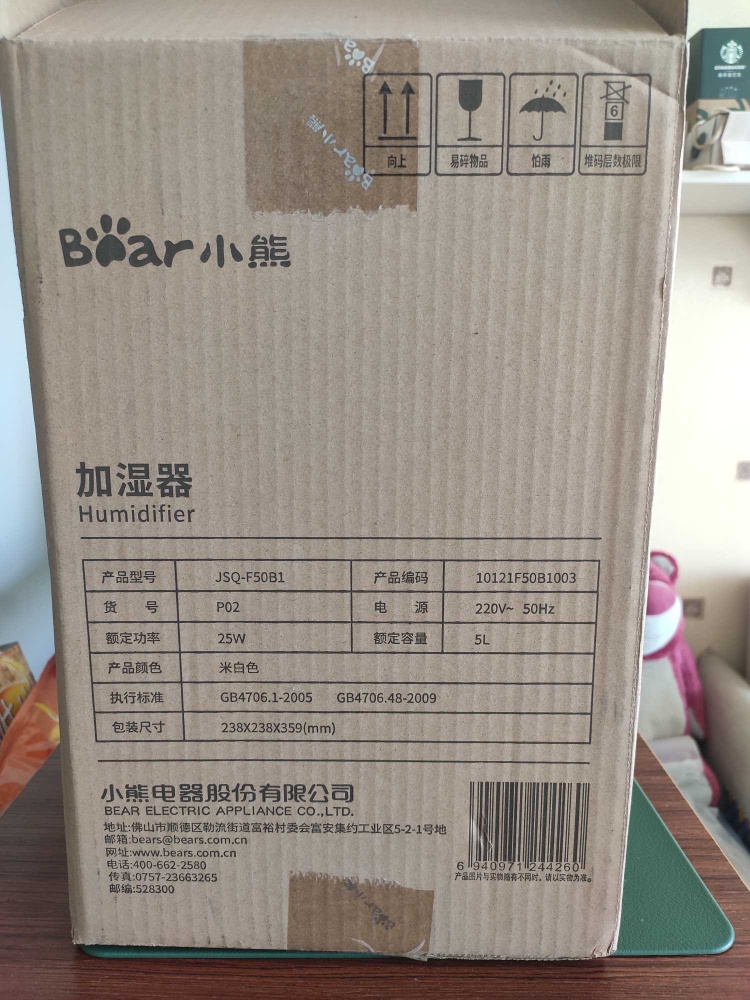 向上
易碎物品
怕雨
6
堆码层数极限
Bear小熊
加湿器
Humidifier
产品型号 JSQ-F50B1 产品编码 10121F50B1003
货 号 P02 电 源 220V~ 50Hz
额定功率 25W 额定容量 5L
产品颜色 米白色
执行标准 GB4706.1-2005 GB4706.48-2009
包装尺寸 238X238X359(mm)
小熊电器股份有限公司
BEAR ELECTRIC APPLIANCE CO.,LTD.
地址:佛山市顺德区勒流街道富裕村委会富安集约工业区5-2-1号地
邮箱:bears@bears.com.cn
网址:www.bears.com.cn
电话:400-662-2580
传真:0757-23663265
邮编:528300
6 940971 244260
产品图片与实物略有不同时，请以实物为准。